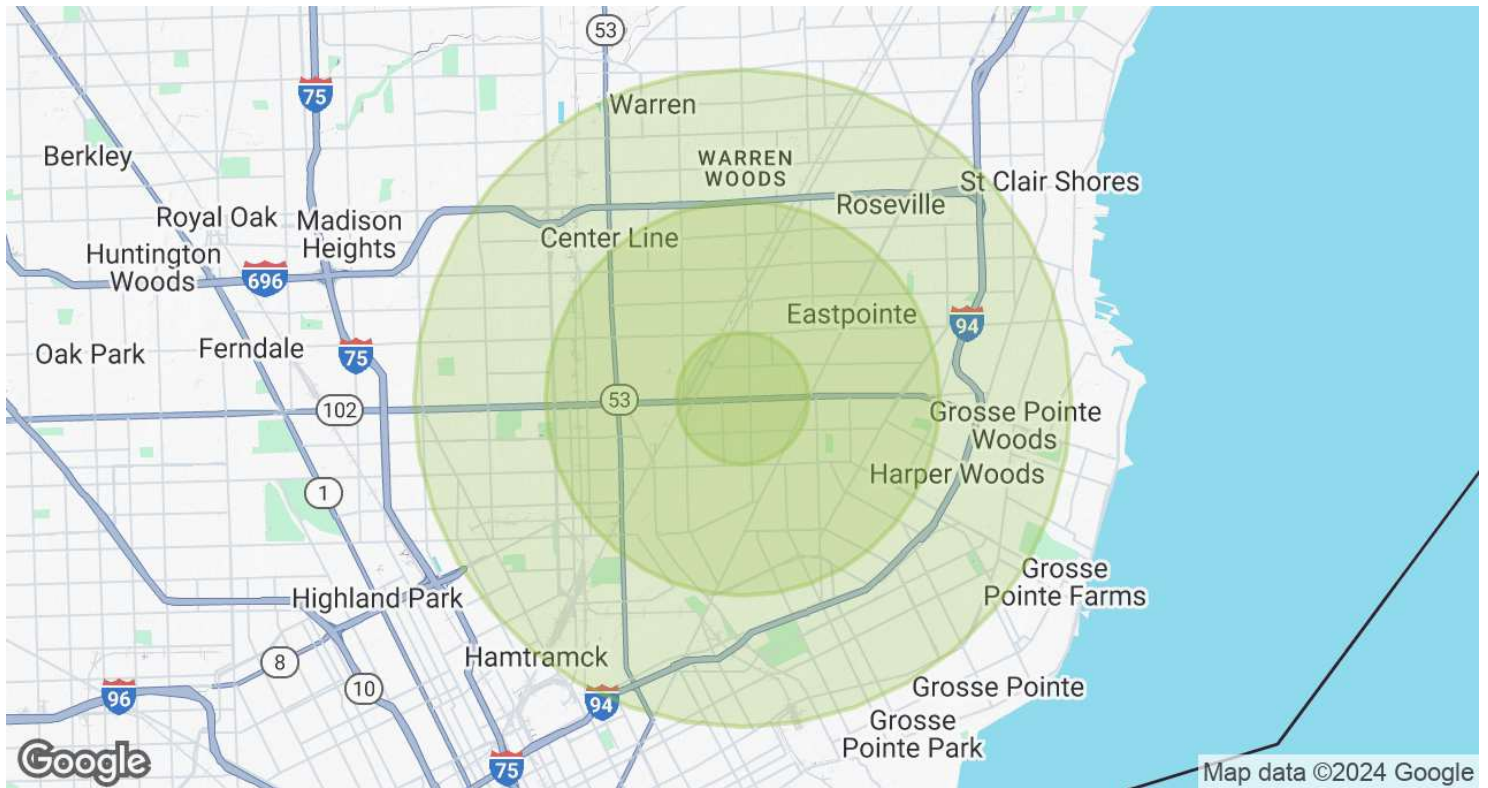 53
75
Warren
Berkley
WARREN
WOODS
St Clair Shores
Roseville
Royal Oak
Madison
Heights
Center Line
Huntington
Woods
696
Eastpointe
94
Oak Park
Ferndale
75
53
102
Grosse Pointe
Woods
Harper Woods
1
Grosse
Pointe Farms
Highland Park
Hamtramck
8
10
96
94
Grosse Pointe
Grosse
Pointe Park
75
Google
Map data ©2024 Google